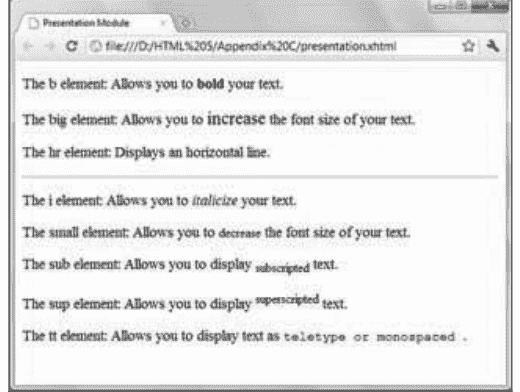 Presentation Module
file:///D:/HTML%205/Appendix%20C/presentation.xhtml
The b element: Allows you to bold your text.
The big element: Allows you to increase the font size of your text.
The hr element: Displays an horizontal line.
The i element: Allows you to italicize your text.
The small element: Allows you to decrease the font size of your text.
The sub element: Allows you to display subscripted text.
The sup element: Allows you to display superscripted text.
The tt element: Allows you to display text as teletype or monospaced .